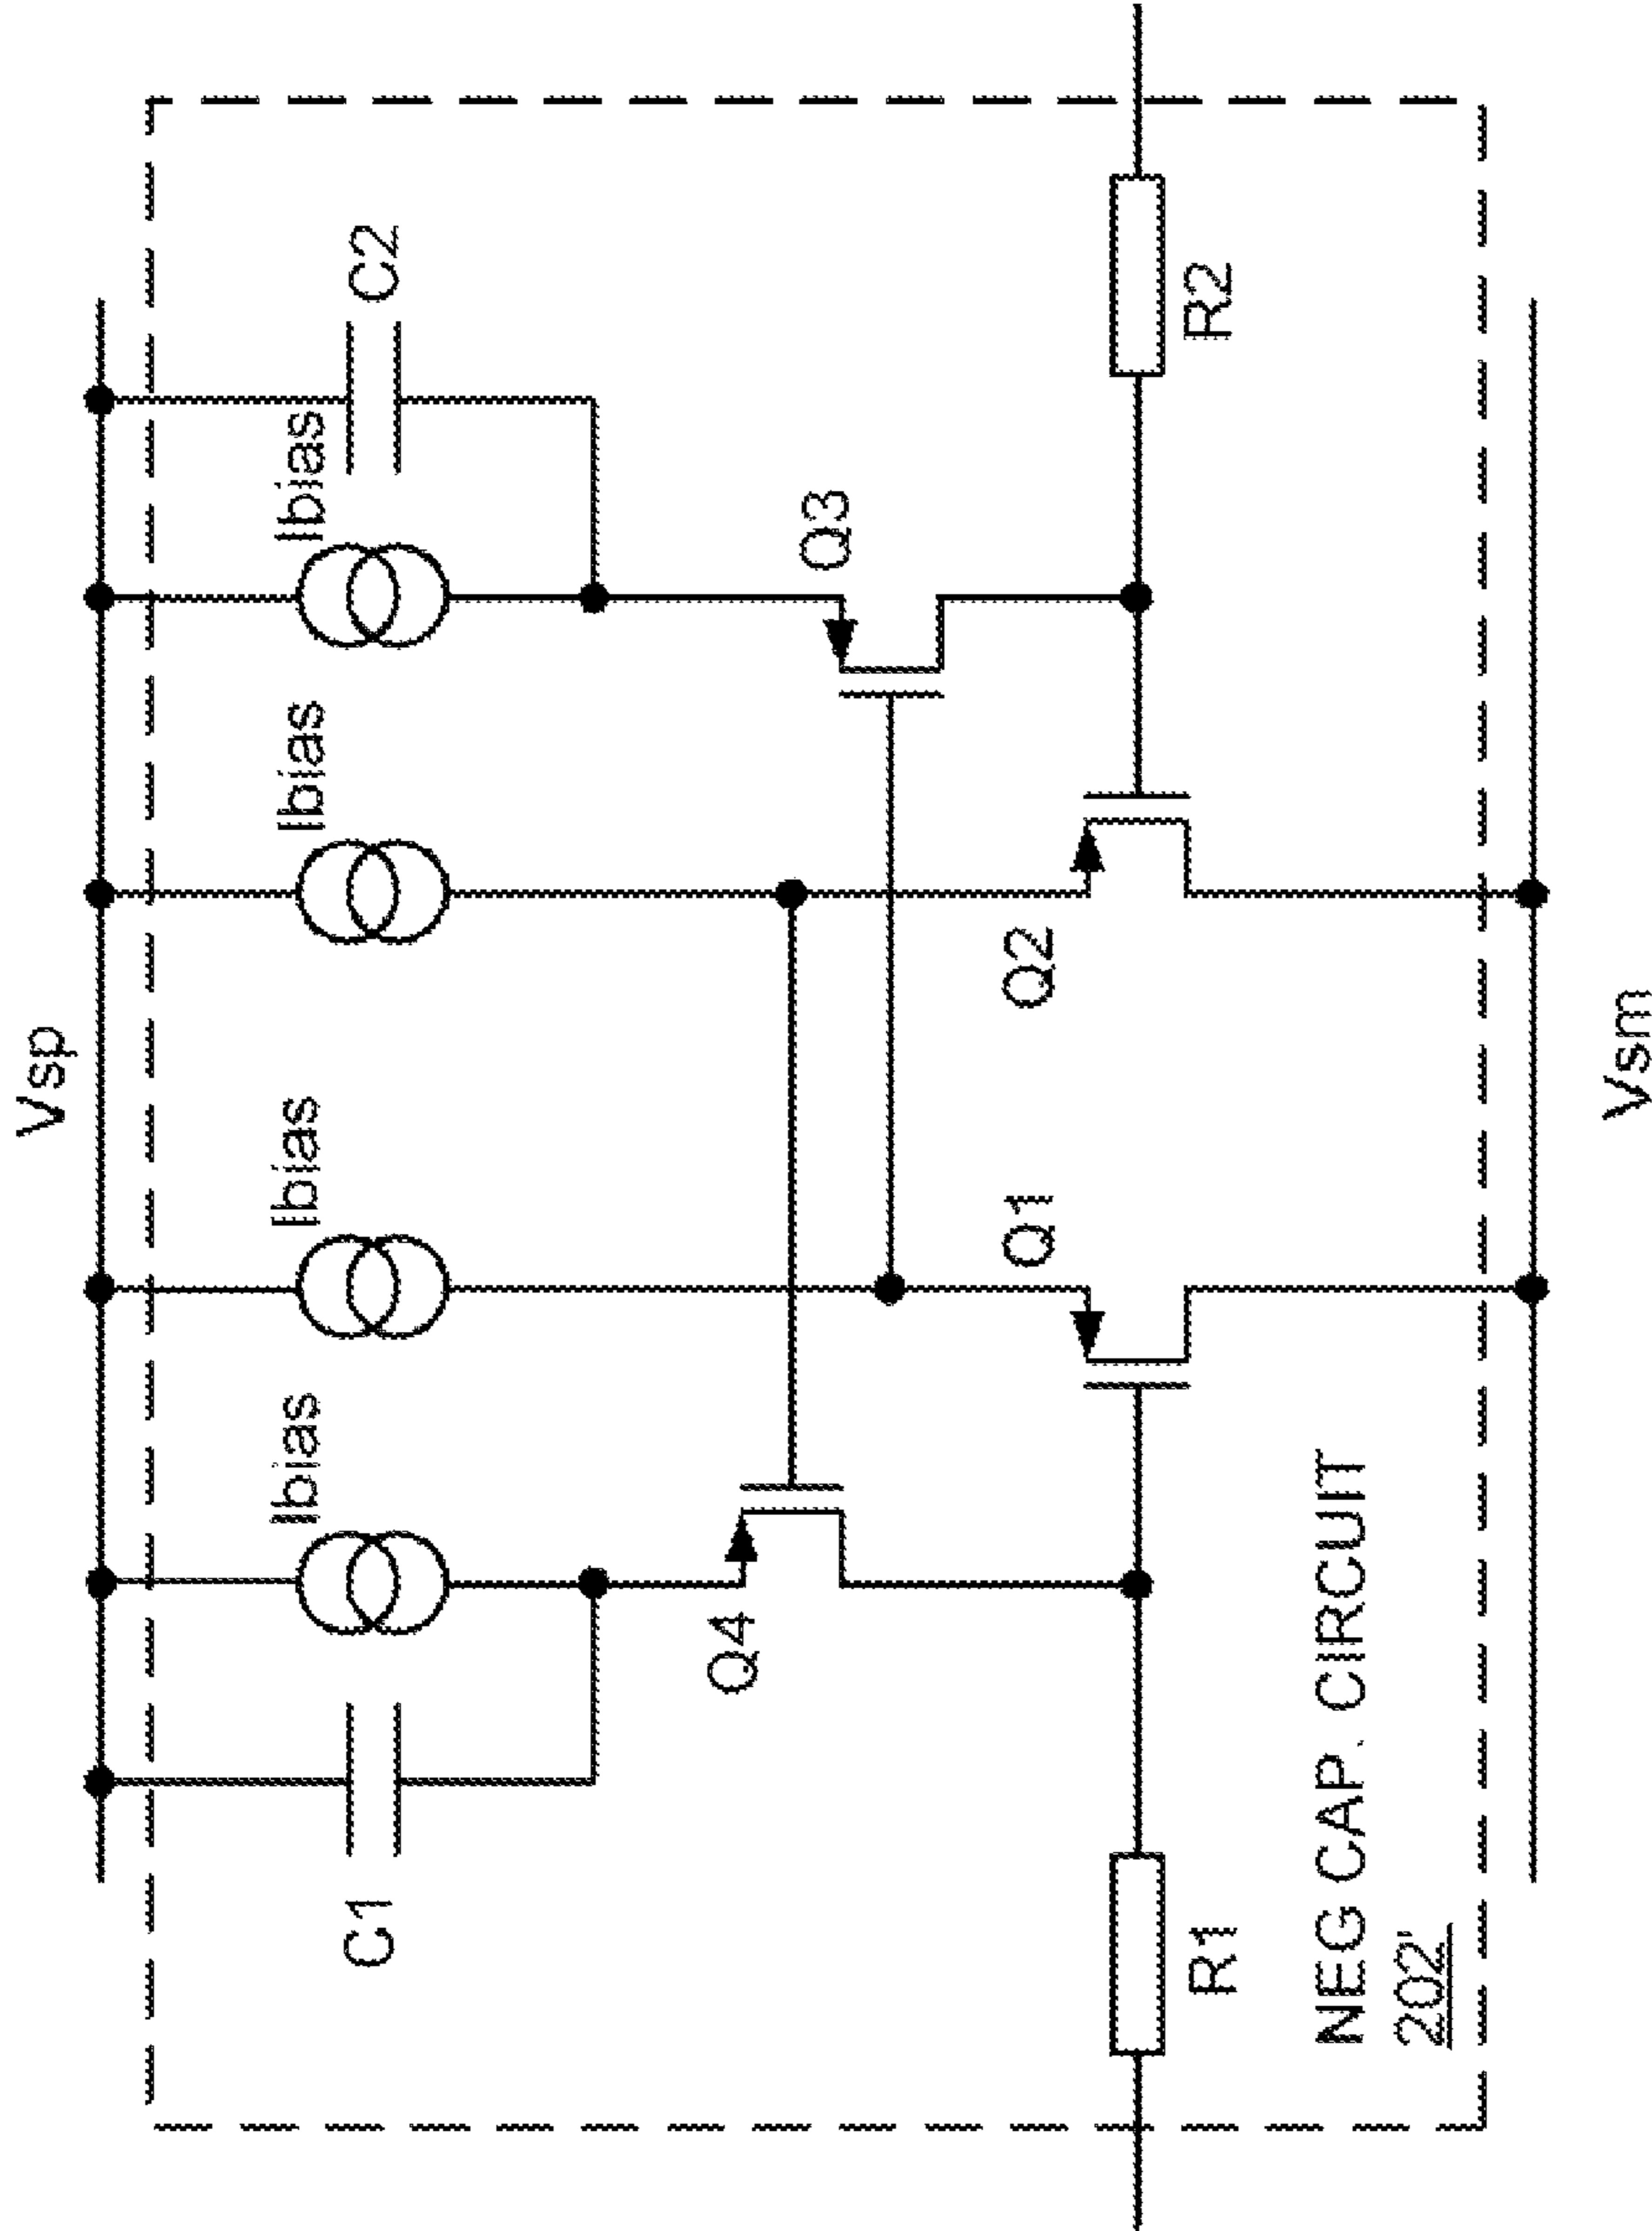 Vsp
C1
Ibias
Ibias
Ibias
Ibias
C2
Q4
Q3
Q1
Q2
R1
R2
NEG CAP. CIRCUIT
202'
Vsm